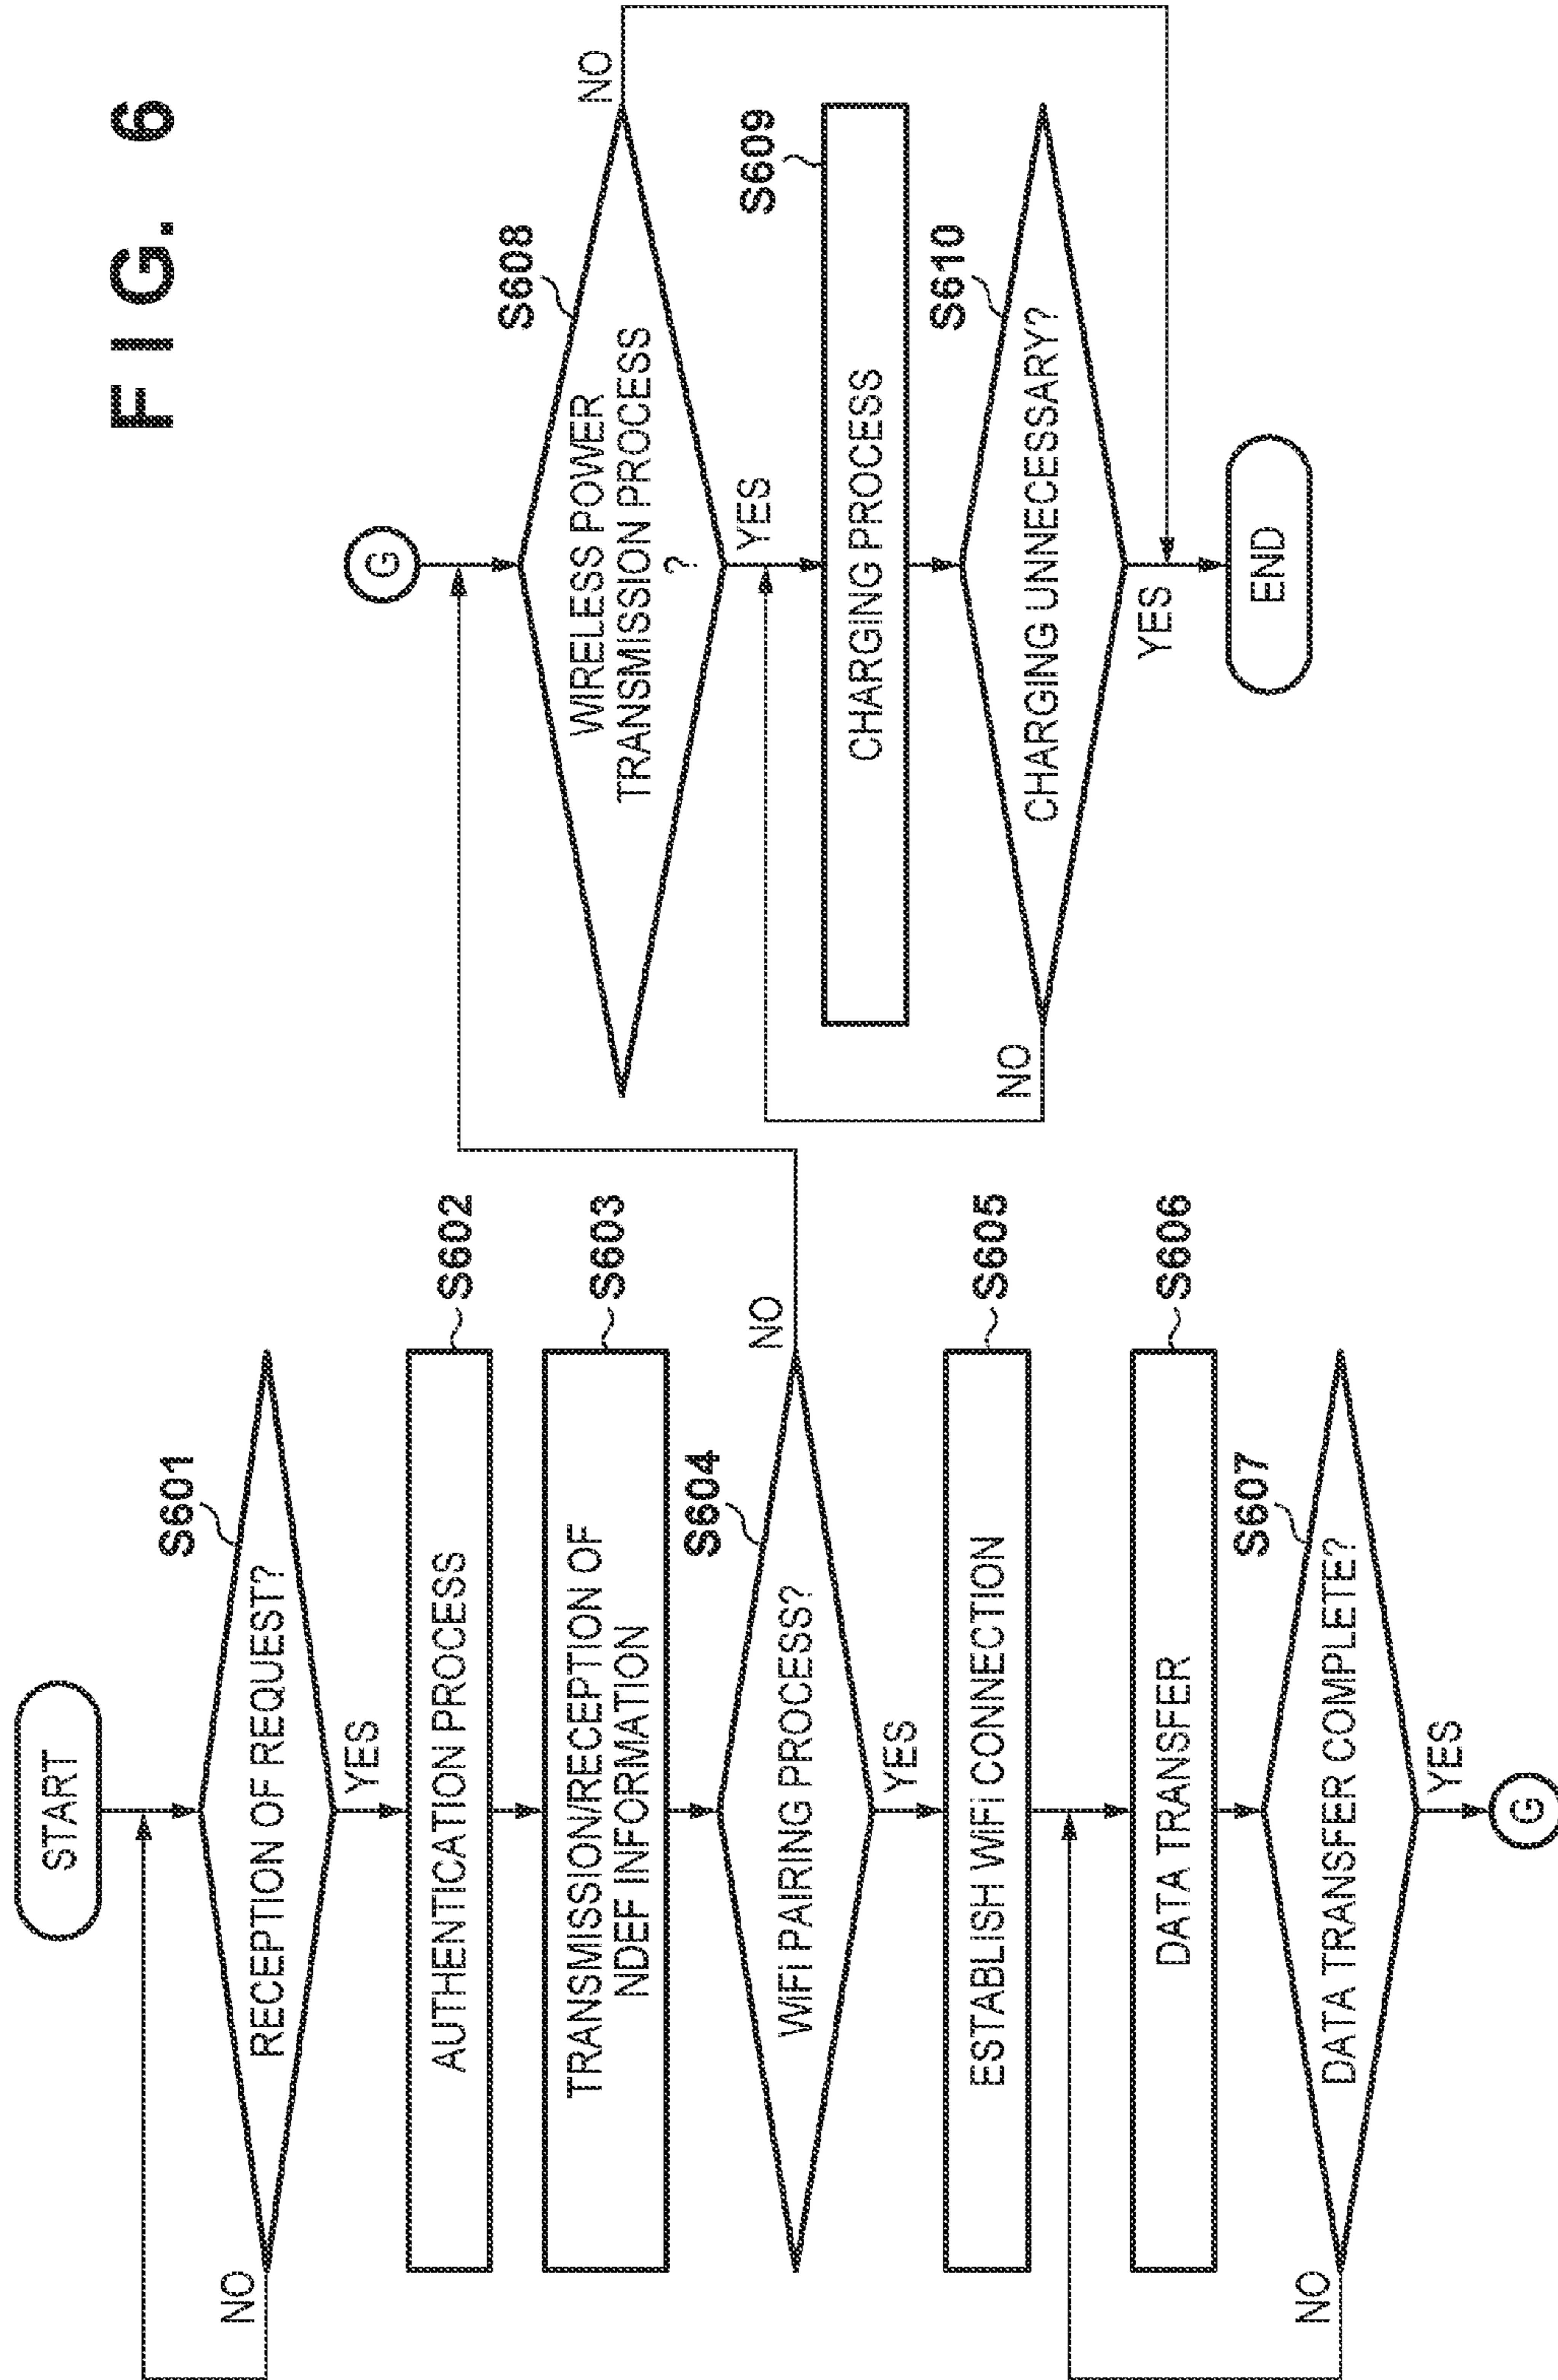 FIG. 6
START
S601
RECEPTION OF REQUEST?
NO
YES
S602
AUTHENTICATION PROCESS
S603
TRANSMISSION/RECEPTION OF
NDEF INFORMATION
S604
WiFi PAIRING PROCESS?
NO
YES
S605
ESTABLISH WiFi CONNECTION
S606
DATA TRANSFER
S607
DATA TRANSFER COMPLETE?
NO
YES
G
G
S608
WIRELESS POWER
TRANSMISSION PROCESS
?
NO
YES
S609
CHARGING PROCESS
S610
CHARGING UNNECESSARY?
NO
YES
END